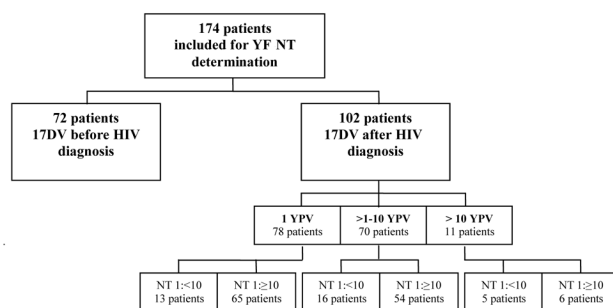 174 patients
included for YF NT
determination
72 patients
17DV before HIV
diagnosis
102 patients
17DV after HIV
diagnosis
1 YPV
78 patients
>1-10 YPV
70 patients
> 10 YPV
11 patients
NT 1:<10
13 patients
NT 1:≥10
65 patients
NT 1:<10
16 patients
NT 1:≥10
54 patients
NT 1:<10
5 patients
NT 1:≥10
6 patients